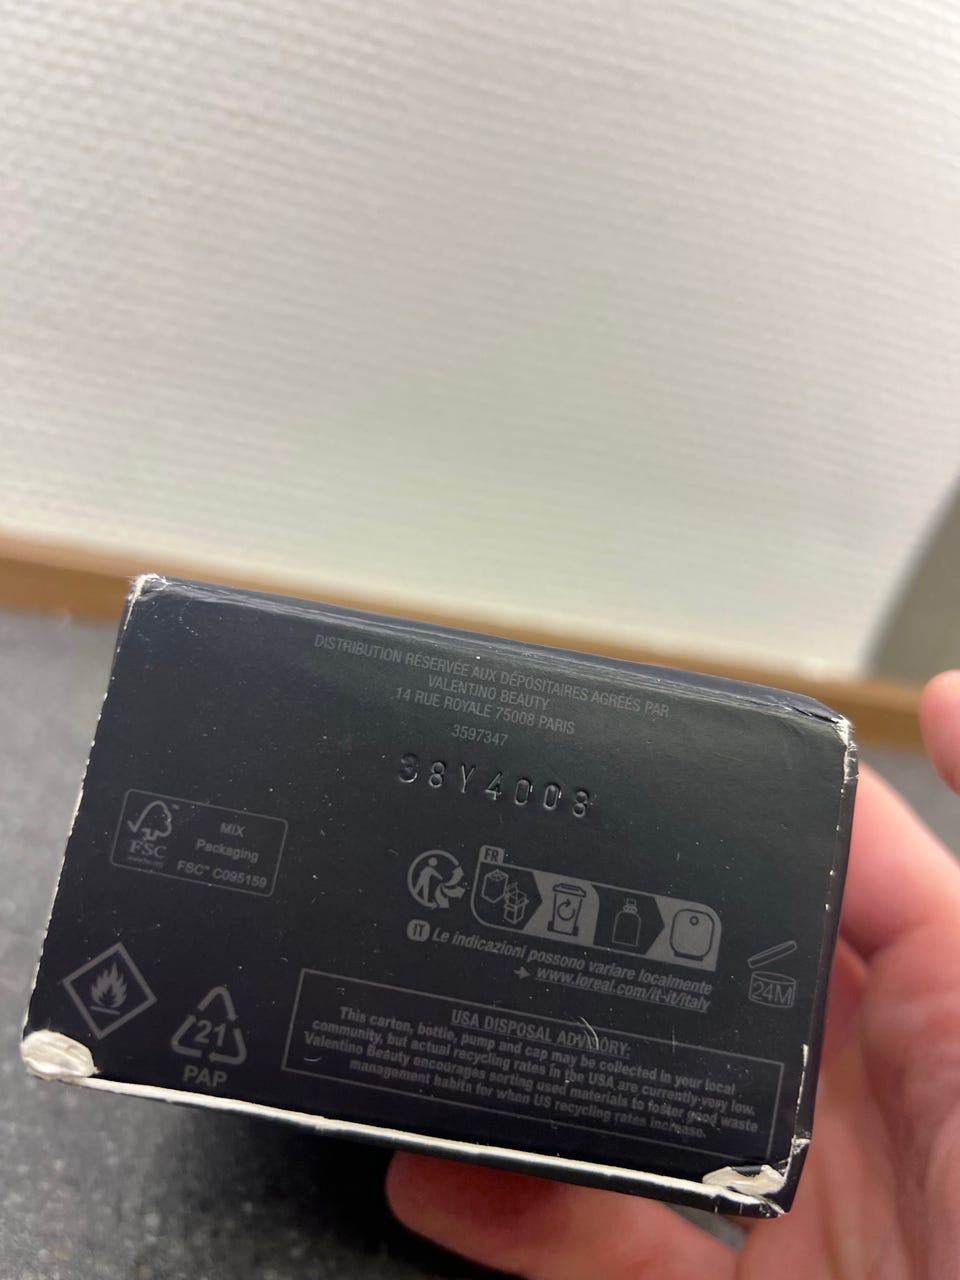 DISTRIBUTION RÉSERVÉE AUX DÉPOSITAIRES AGRÉÉS PAR
VALENTINO BEAUTY
14 RUE ROYALE 75008 PARIS
3597347
38Y4008
FSC
MIX
Packaging
FSC™ C095159
FR
IT Le indicazioni possono variare localmente
➔ www.loreal.com/it-it/italy
24M
21
PAP
USA DISPOSAL ADVISORY:
This carton, bottle, pump and cap may be collected in your local
community, but actual recycling rates in the USA are currently very low.
Valentino Beauty encourages sorting used materials to foster good waste
management habits for when US recycling rates increase.